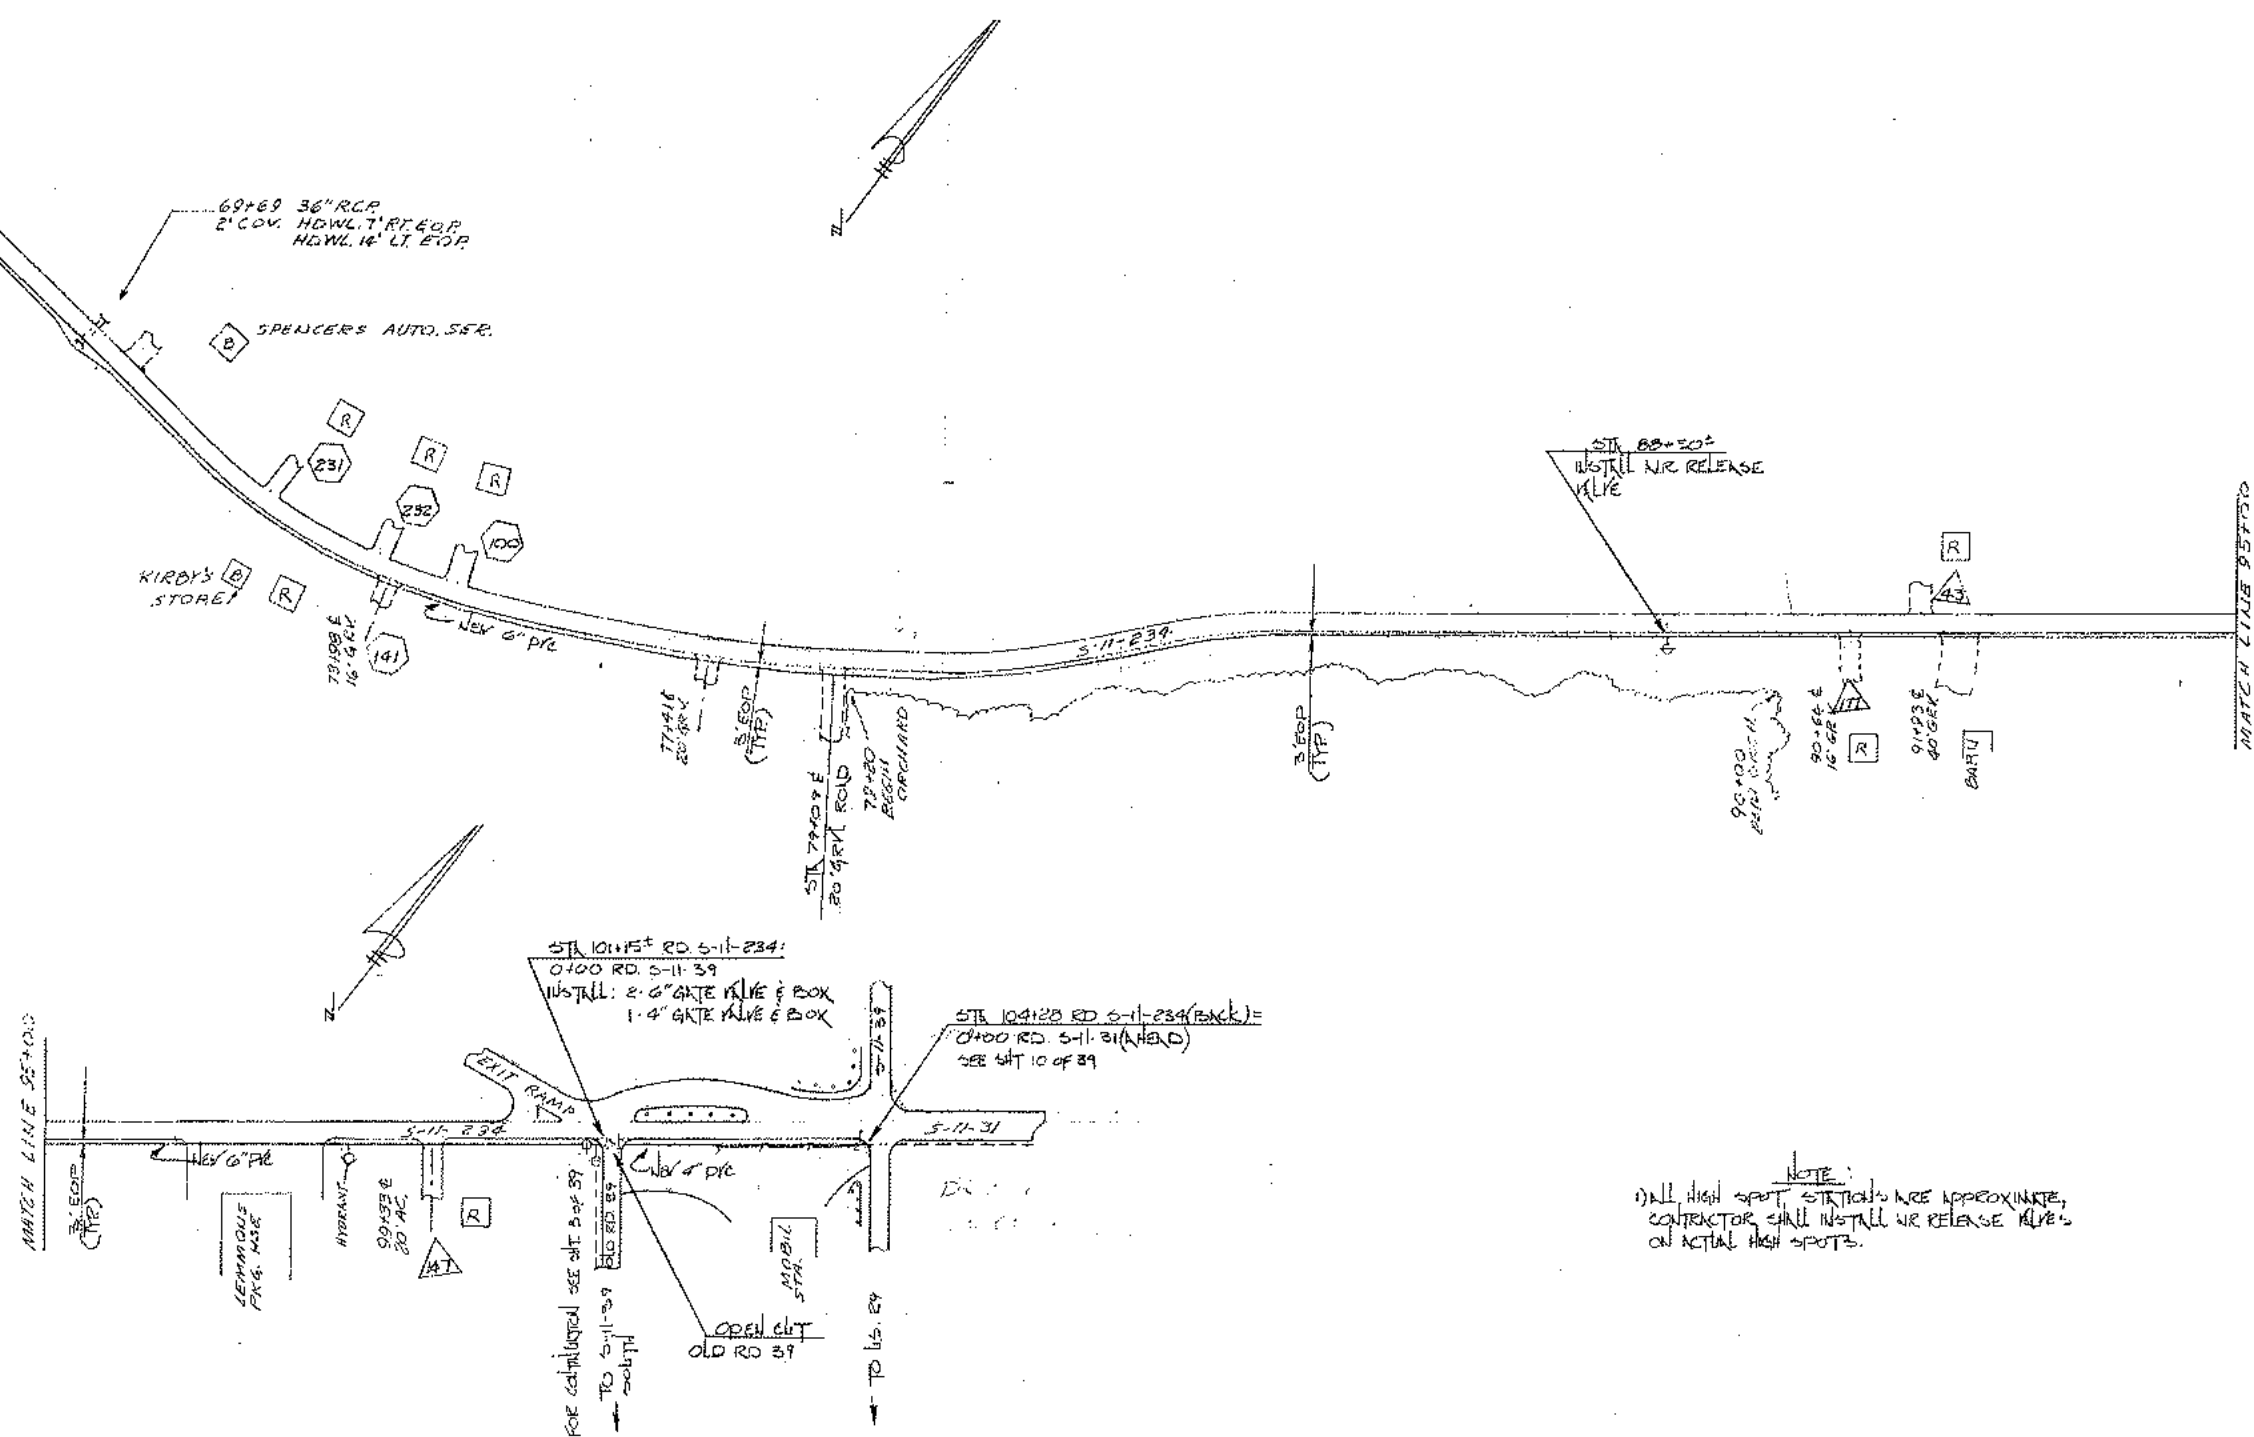 69+69 36" R.C.P.
2' COV. HDWL. 7' RT. E.O.P.
HDWL. 14' LT. E.O.P.
B SPENCERS AUTO. SER.
R
231
R
232
R
100
KIRBY'S
STORE
B
R
NEW 6" PVC
73+98 ℄
16' GRV.
141
77+41 ℄
20' GRV.
3' EOP
(TYP.)
STA 79+09 ℄
20' GRVL ROAD
BEGIN
ORCHARD
S-11-234
3' EOP
(TYP.)
STA 88+50±
INSTALL AIR RELEASE
VALVE
90+00
90+64 ℄
16' GRV.
R
R
43
91+93 ℄
40' GRV.
BARN
MATCH LINE 95+00
N
N
MATCH LINE 95+00
3' EOP
(TYP.)
NEW 6" PVC
S-11-234
LEMMONS
PKG. HSE
HYDRANT
99+33 ℄
20' AC.
147
R
EXIT RAMP
STA 101+15± RD. S-11-234=
0+00 RD. S-11-39
INSTALL: 2-6" GATE VALVE & BOX
1-4" GATE VALVE & BOX
S-11-39
STA 104+28 RD S-11-234(BACK)=
0+00 RD. S-11-31(AHEAD)
SEE SHT 10 OF 39
S-11-31
NEW 4" PVC
OLD RD. 39
FOR CONTINUATION SEE SHT. 3 OF 39
TO S-11-39
SOUTH
OPEN CUT
OLD RD 39
MOBIL
STA.
TO U.S. 29
NOTE:
1) ALL HIGH SPOT STATIONS ARE APPROXIMATE,
CONTRACTOR SHALL INSTALL AIR RELEASE VALVES
ON ACTUAL HIGH SPOTS.